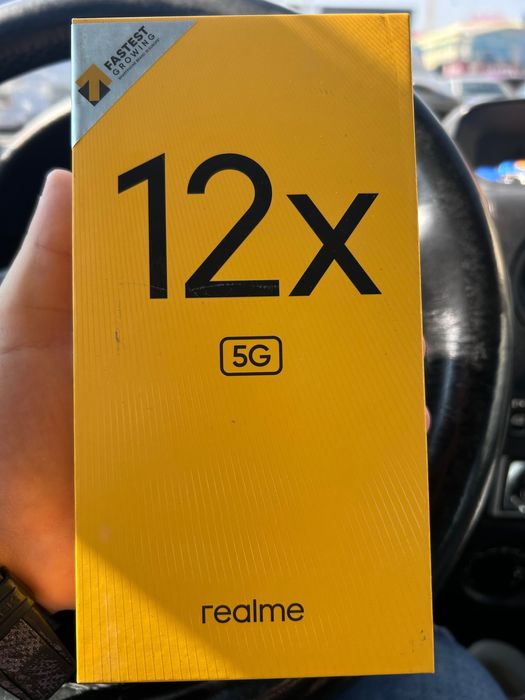 FASTEST
GROWING
12x
5G
realme